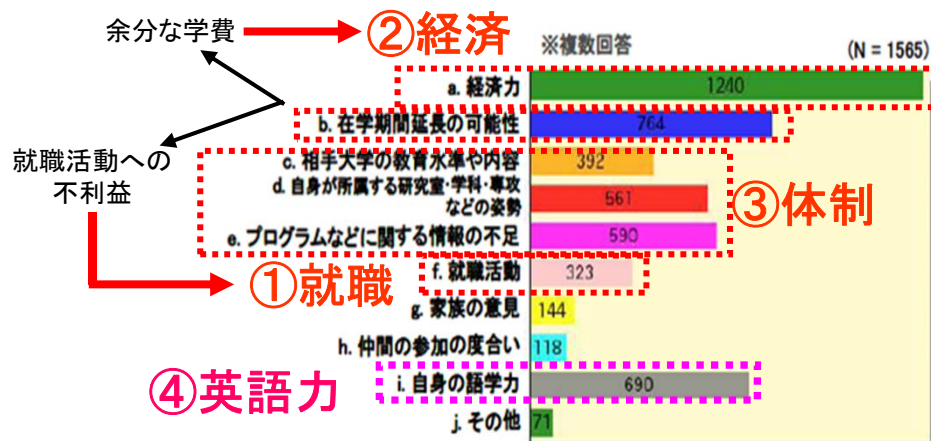 余分な学費
②経済
※複数回答
(N = 1565)
a. 経済力
1240
b. 在学期間延長の可能性
764
就職活動への
不利益
c. 相手大学の教育水準や内容
392
d. 自身が所属する研究室・学科・専攻
などの姿勢
561
③体制
e. プログラムなどに関する情報の不足
590
①就職
f. 就職活動
323
g. 家族の意見
144
h. 仲間の参加の度合い
118
④英語力
i. 自身の語学力
690
j. その他
71